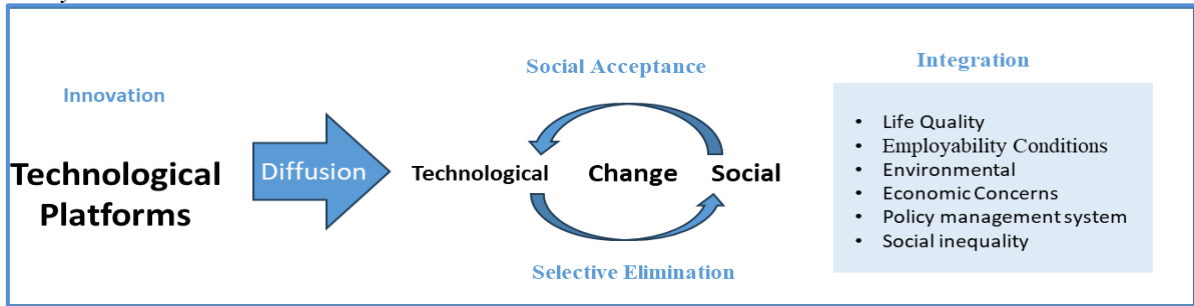 Innovation
Technological
Platforms
Diffusion
Social Acceptance
Technological Change Social
Selective Elimination
Integration
• Life Quality
• Employability Conditions
• Environmental
• Economic Concerns
• Policy management system
• Social inequality